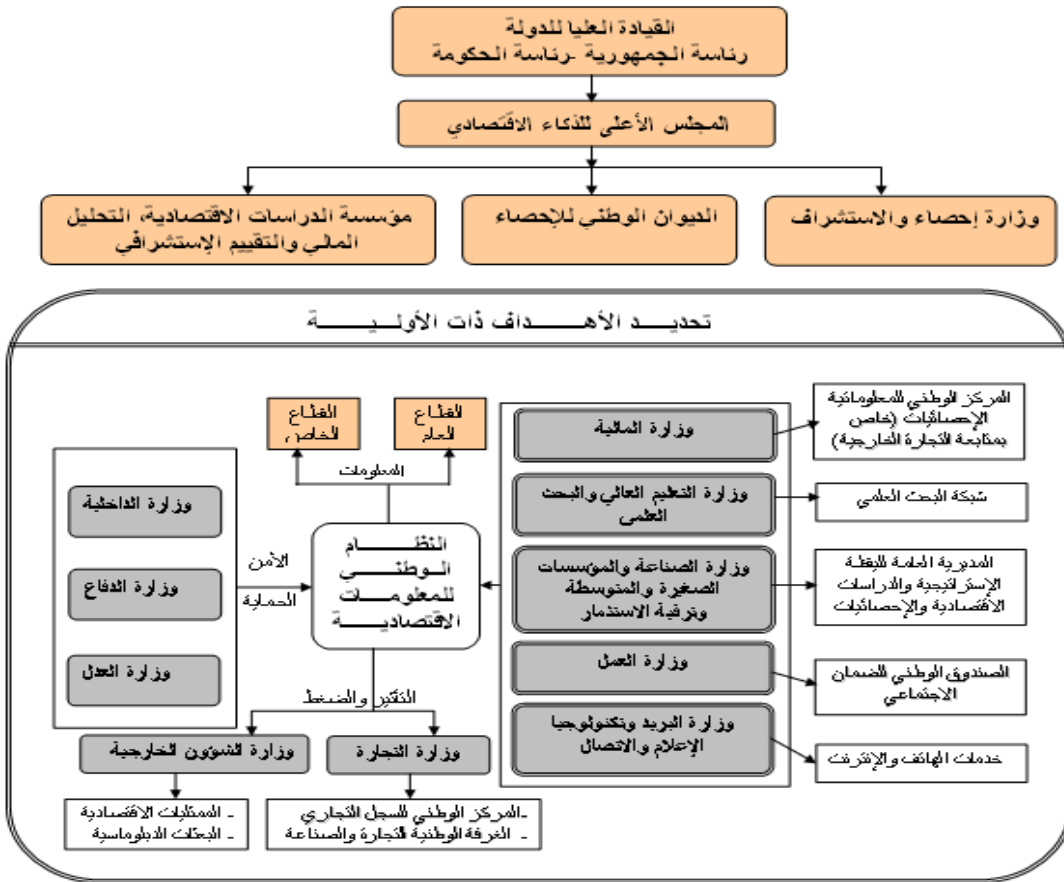 القيادة العليا للدولة
رئاسة الجمهورية -رئاسة الحكومة
المجلس الأعلى للذكاء الاقتصادي
وزارة إحصاء والاستشراف
الديوان الوطني للإحصاء
مؤسسة الدراسات الاقتصادية، التحليل
المالي والتقييم الإستشرافي
تحديد الأهداف ذات الأولية
المركز الوطني للمعلوماتية
الإحصائيات (خاص
بمتابعة التجارة الخارجية)
وزارة المالية
القطاع
العام
القطاع
الخاص
المعلومات
شبكة البحث العلمي
وزارة التعليم العالي والبحث
العلمي
وزارة الداخلية
النظام
الوطني
للمعلومات
الاقتصادية
المديرية العامة لليقظة
الإستراتيجية والدراسات
الاقتصادية والإحصائيات
وزارة الصناعة والمؤسسات
الصغيرة والمتوسطة
وترقية الاستثمار
الأمن
الحماية
وزارة الدفاع
الصندوق الوطني للضمان
الاجتماعي
وزارة العمل
وزارة العدل
التأثير والضغط
وزارة البريد وتكنولوجيا
الإعلام والاتصال
خدمات الهاتف والإنترنت
وزارة التجارة
وزارة الشؤون الخارجية
-المركز الوطني للسجل التجاري
- الغرفة الوطنية للتجارة والصناعة
- الممثليات الاقتصادية
- البعثات الدبلوماسية